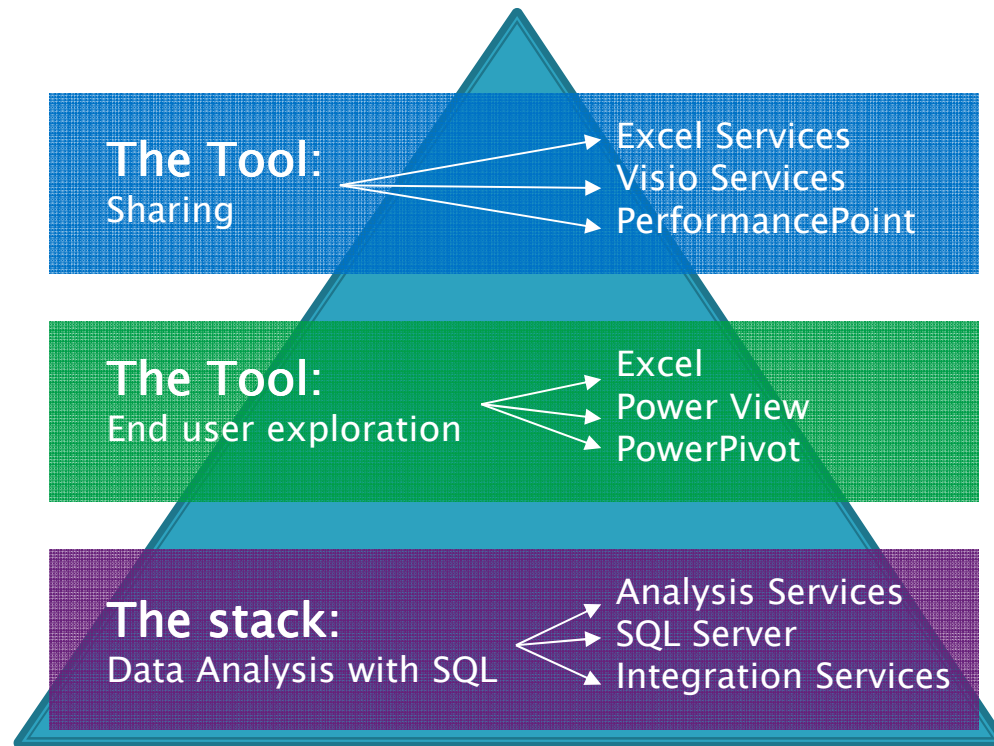 The Tool:
Sharing
Excel Services
Visio Services
PerformancePoint
The Tool:
End user exploration
Excel
Power View
PowerPivot
The stack:
Data Analysis with SQL
Analysis Services
SQL Server
Integration Services